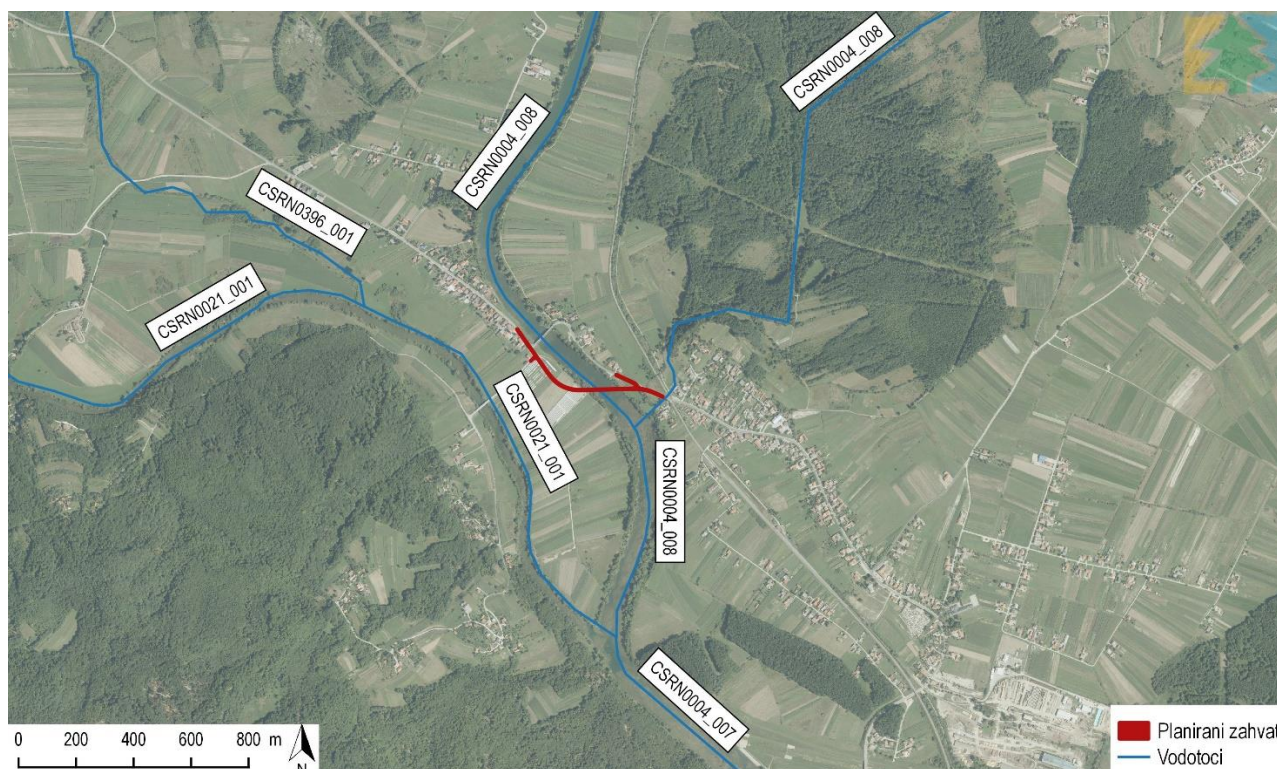 CSRN0004_008
CSRN0004_008
CSRN0396_001
CSRN0021_001
CSRN0021_001
CSRN0004_008
CSRN0004_007
0 200 400 600 800 m
N
Planirani zahvat
Vodotoci